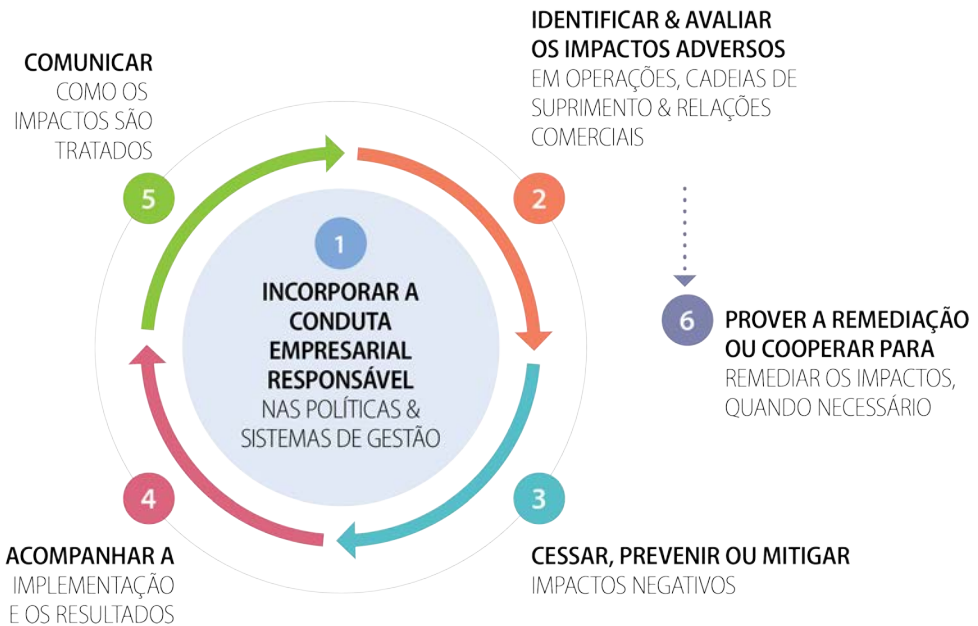 1
INCORPORAR A
CONDUTA
EMPRESARIAL
RESPONSÁVEL
NAS POLÍTICAS &
SISTEMAS DE GESTÃO
2
IDENTIFICAR & AVALIAR
OS IMPACTOS ADVERSOS
EM OPERAÇÕES, CADEIAS DE
SUPRIMENTO & RELAÇÕES
COMERCIAIS
3
CESSAR, PREVENIR OU MITIGAR
IMPACTOS NEGATIVOS
4
ACOMPANHAR A
IMPLEMENTAÇÃO
E OS RESULTADOS
5
COMUNICAR
COMO OS
IMPACTOS SÃO
TRATADOS
6
PROVER A REMEDIAÇÃO
OU COOPERAR PARA
REMEDIAR OS IMPACTOS,
QUANDO NECESSÁRIO